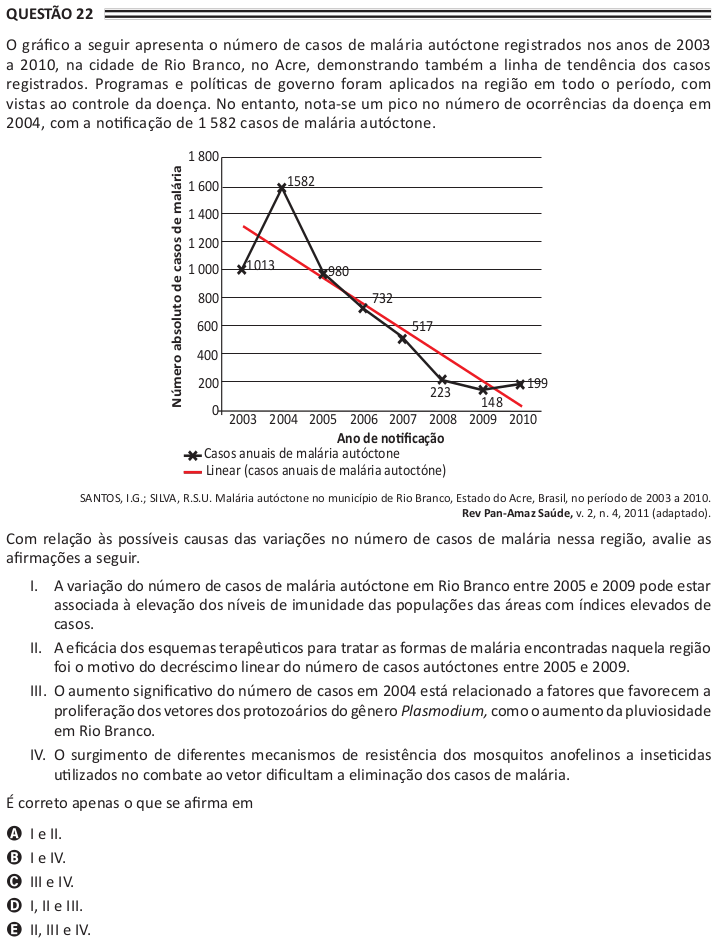 QUESTÃO 22
O gráfico a seguir apresenta o número de casos de malária autóctone registrados nos anos de 2003
a 2010, na cidade de Rio Branco, no Acre, demonstrando também a linha de tendência dos casos
registrados. Programas e políticas de governo foram aplicados na região em todo o período, com
vistas ao controle da doença. No entanto, nota-se um pico no número de ocorrências da doença em
2004, com a notificação de 1 582 casos de malária autóctone.
Número absoluto de casos de malária
1 800
1 600
1 400
1 200
1 000
800
600
400
200
0
1013
1582
980
732
517
223
148
199
2003 2004 2005 2006 2007 2008 2009 2010
Ano de notificação
Casos anuais de malária autóctone
Linear (casos anuais de malária autoctóne)
SANTOS, I.G.; SILVA, R.S.U. Malária autóctone no município de Rio Branco, Estado do Acre, Brasil, no período de 2003 a 2010.
Rev Pan-Amaz Saúde, v. 2, n. 4, 2011 (adaptado).
Com relação às possíveis causas das variações no número de casos de malária nessa região, avalie as
afirmações a seguir.
I. A variação do número de casos de malária autóctone em Rio Branco entre 2005 e 2009 pode estar
associada à elevação dos níveis de imunidade das populações das áreas com índices elevados de
casos.
II. A eficácia dos esquemas terapêuticos para tratar as formas de malária encontradas naquela região
foi o motivo do decréscimo linear do número de casos autóctones entre 2005 e 2009.
III. O aumento significativo do número de casos em 2004 está relacionado a fatores que favorecem a
proliferação dos vetores dos protozoários do gênero Plasmodium, como o aumento da pluviosidade
em Rio Branco.
IV. O surgimento de diferentes mecanismos de resistência dos mosquitos anofelinos a inseticidas
utilizados no combate ao vetor dificultam a eliminação dos casos de malária.
É correto apenas o que se afirma em
A I e II.
B I e IV.
C III e IV.
D I, II e III.
E II, III e IV.